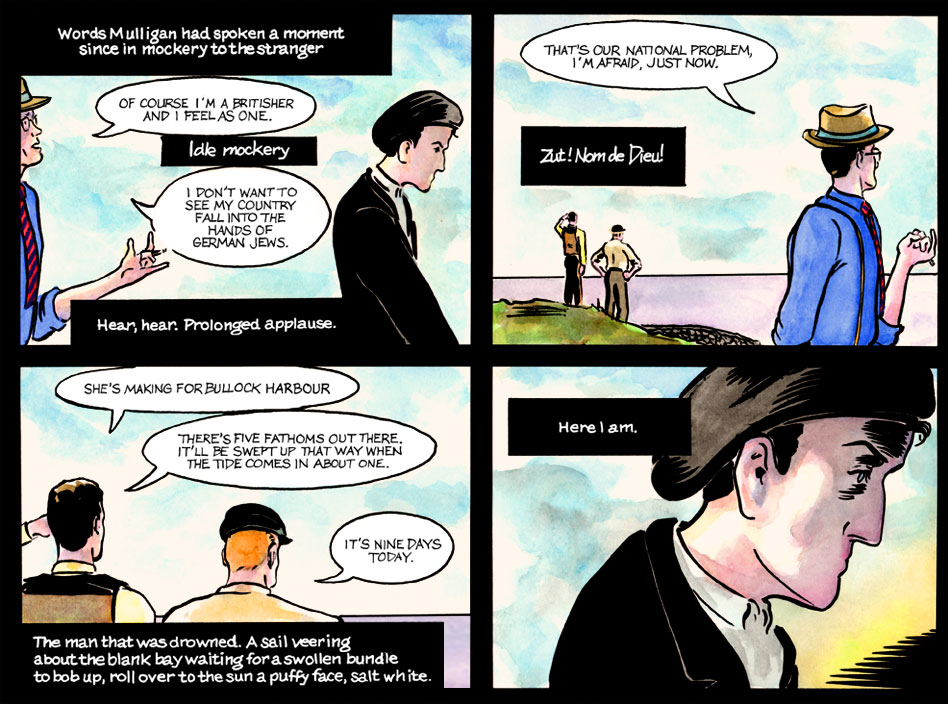 Words Mulligan had spoken a moment
since in mockery to the stranger
OF COURSE I'M A BRITISHER
AND I FEEL AS ONE.
Idle mockery
I DON'T WANT TO
SEE MY COUNTRY
FALL INTO THE
HANDS OF
GERMAN JEWS.
Hear, hear. Prolonged applause.
THAT'S OUR NATIONAL PROBLEM,
I'M AFRAID, JUST NOW.
Zut! Nom de Dieu!
SHE'S MAKING FOR BULLOCK HARBOUR
THERE'S FIVE FATHOMS OUT THERE.
IT'LL BE SWEPT UP THAT WAY WHEN
THE TIDE COMES IN ABOUT ONE.
IT'S NINE DAYS
TODAY.
The man that was drowned. A sail veering
about the blank bay waiting for a swollen bundle
to bob up, roll over to the sun a puffy face, salt white.
Here I am.